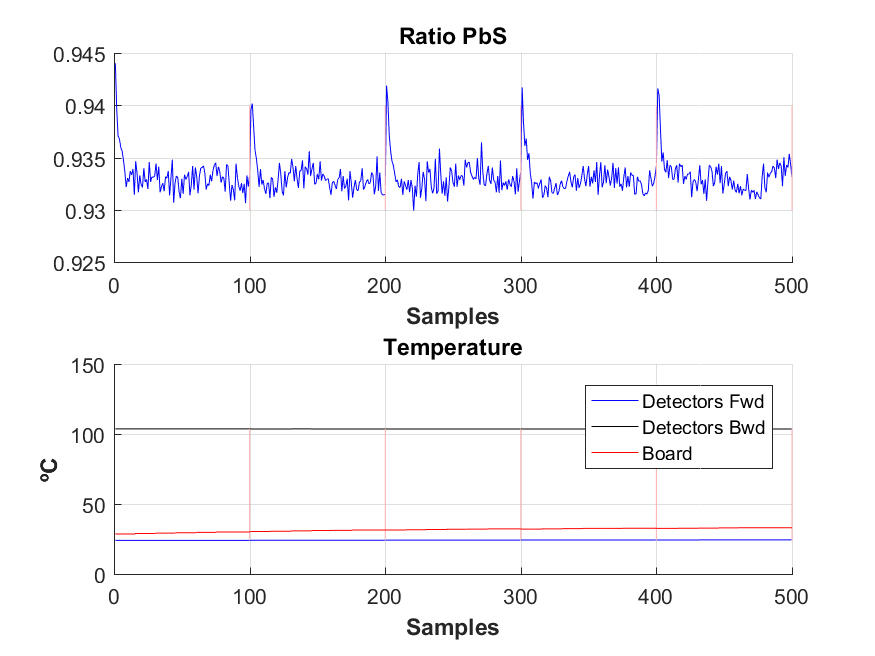 Ratio PbS
0.945
0.94
0.935
0.93
0.925
0 100 200 300 400 500
Samples
Temperature
150
100
50
0
ºC
Detectors Fwd
Detectors Bwd
Board
0 100 200 300 400 500
Samples